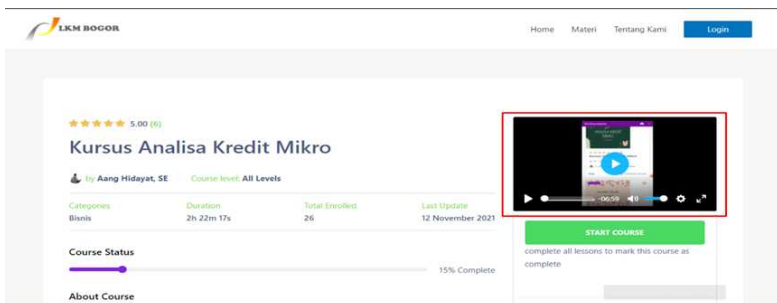 LKM BOGOR
Home Materi Tentang Kami Login
5.00 (6)
Kursus Analisa Kredit Mikro
by Aang Hidayat, SE Course level: All Levels
Categories Duration Total Enrolled Last Update
Bisnis 2h 22m 17s 26 12 November 2021
-06:59
START COURSE
Course Status
complete all lessons to mark this course as
complete
15% Complete
About Course